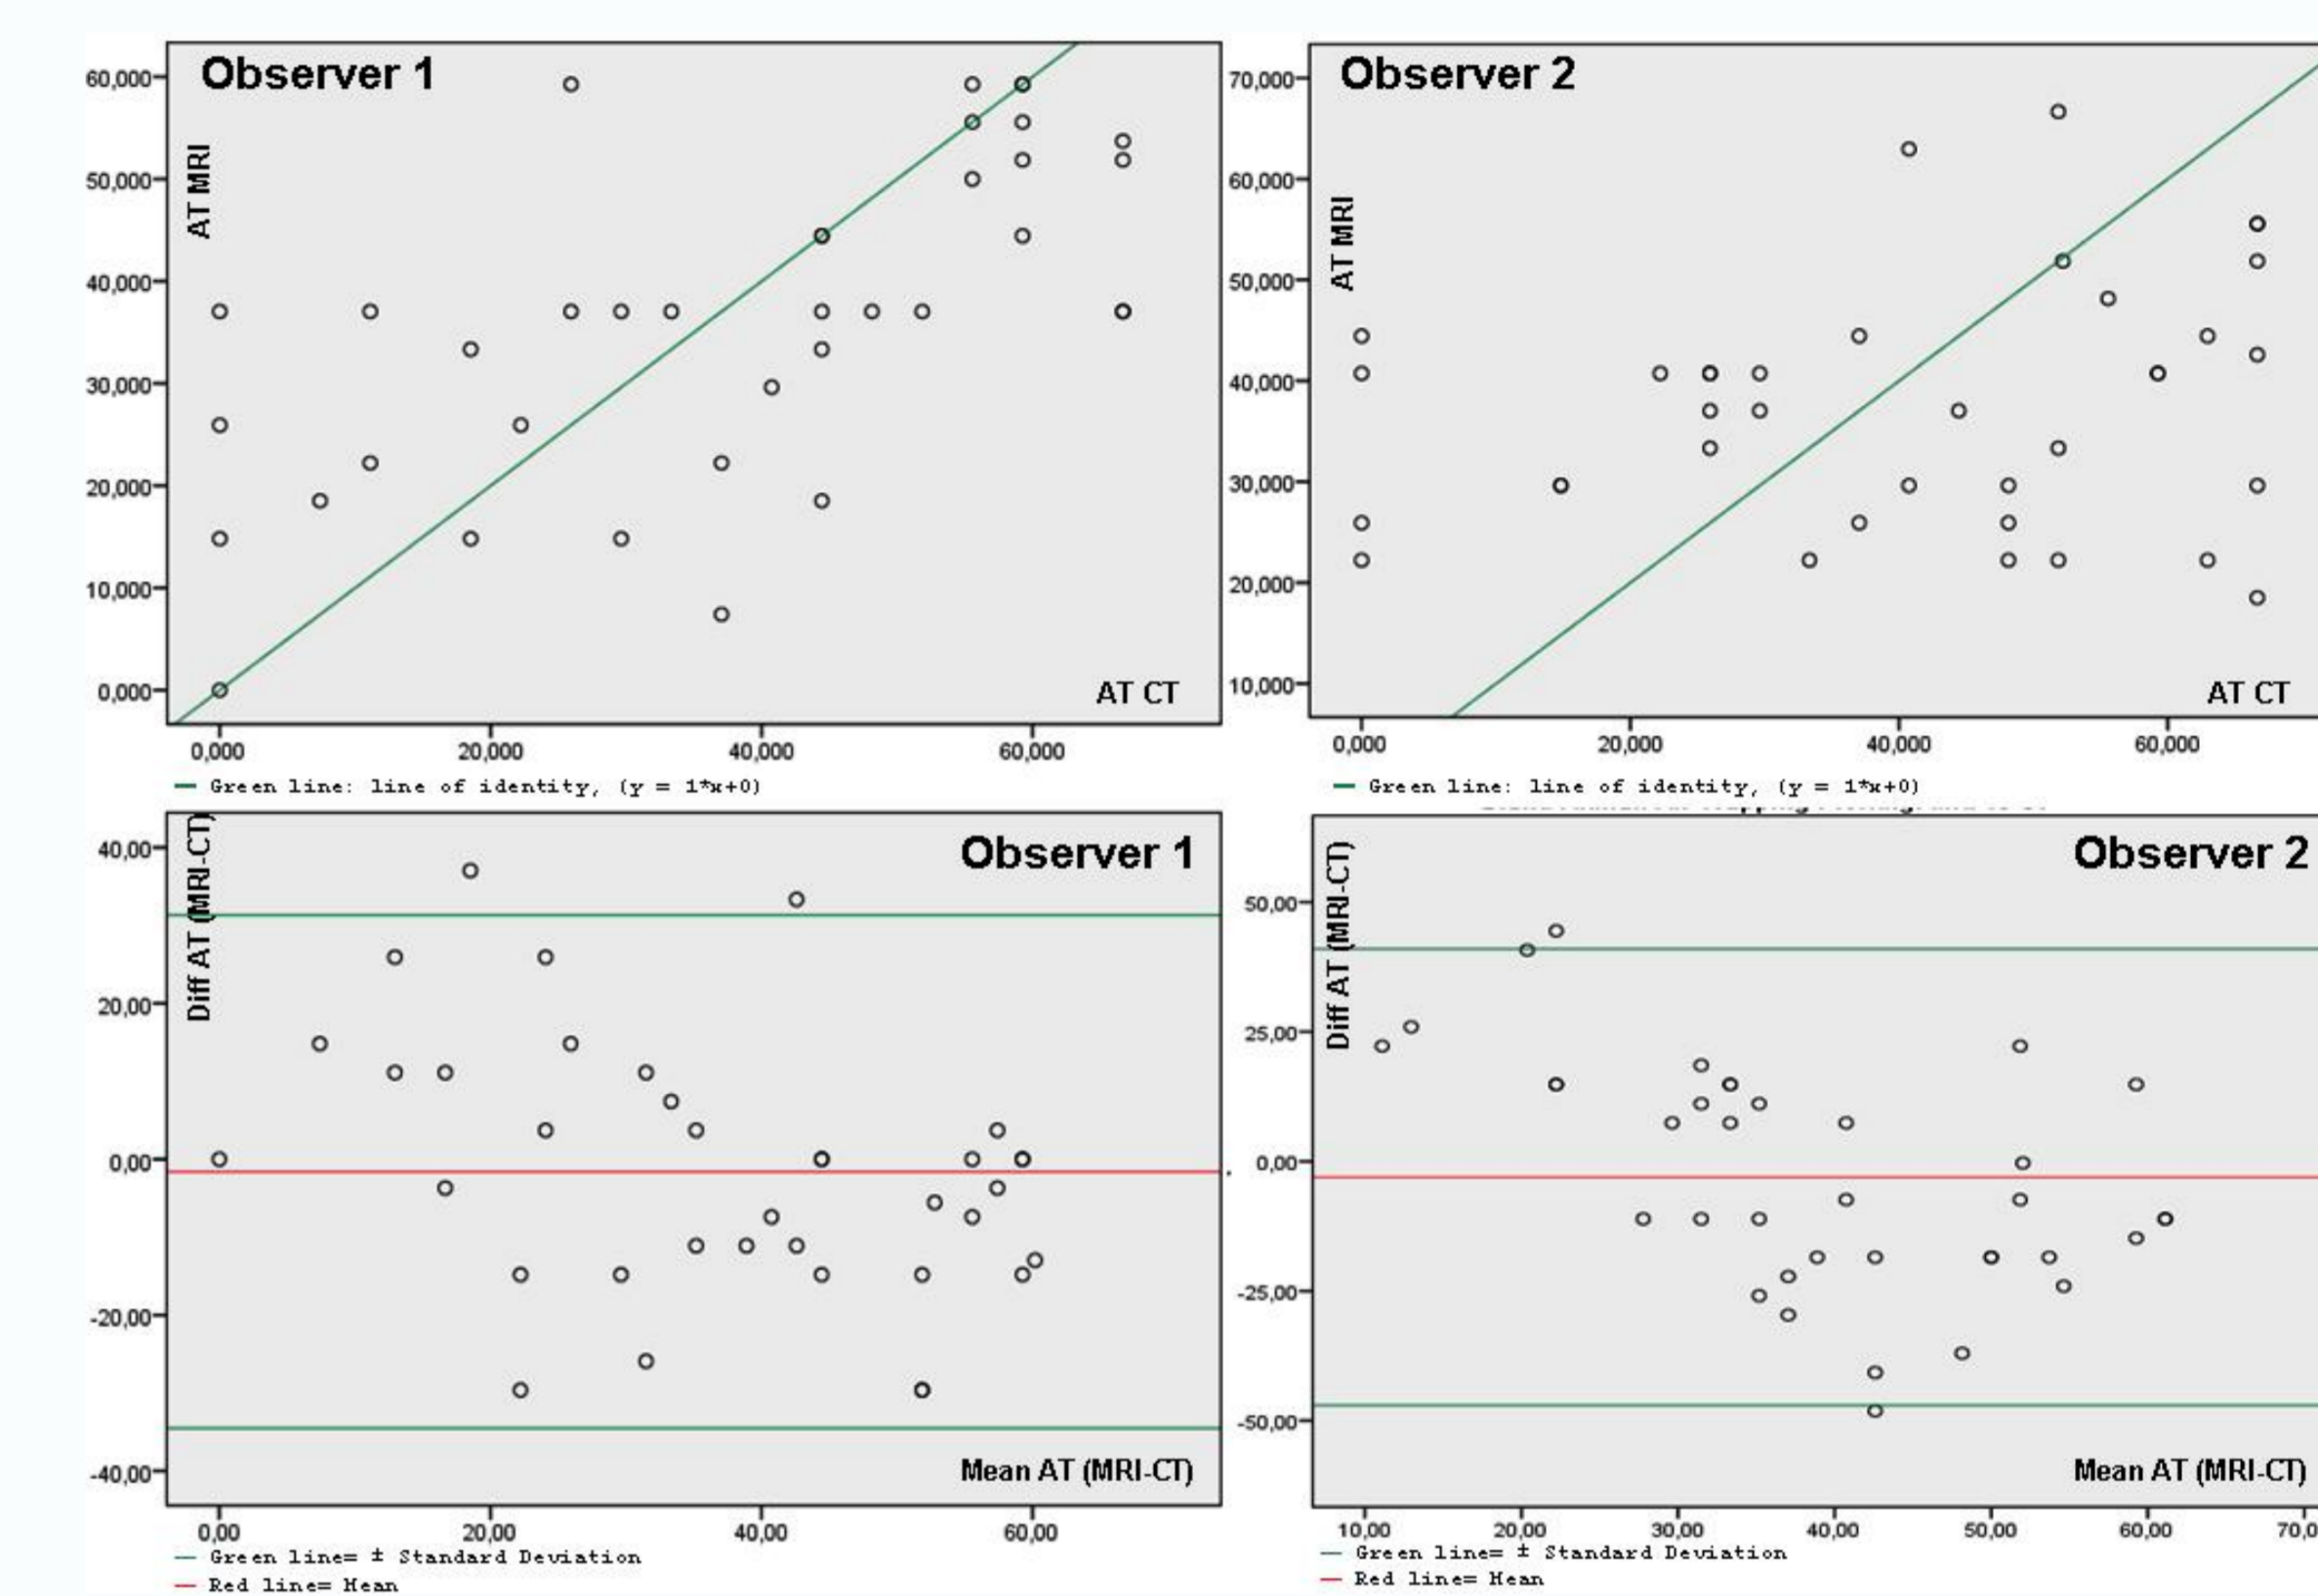 Observer 1
AT MRI
60,000
50,000
40,000
30,000
20,000
10,000
0,000
AT CT
0,000 20,000 40,000 60,000
Green line: line of identity, (y = 1*x+0)
Observer 2
AT MRI
70,000
60,000
50,000
40,000
30,000
20,000
10,000
AT CT
0,000 20,000 40,000 60,000
Green line: line of identity, (y = 1*x+0)
Observer 1
Diff AT (MRI-CT)
40,00
20,00
0,00
-20,00
-40,00
Mean AT (MRI-CT)
0,00 20,00 40,00 60,00
Green line= ± Standard Deviation
Red line= Mean
Observer 2
Diff AT (MRI-CT)
50,00
25,00
0,00
-25,00
-50,00
Mean AT (MRI-CT)
10,00 20,00 30,00 40,00 50,00 60,00 70,0
Green line= ± Standard Deviation
Red line= Mean